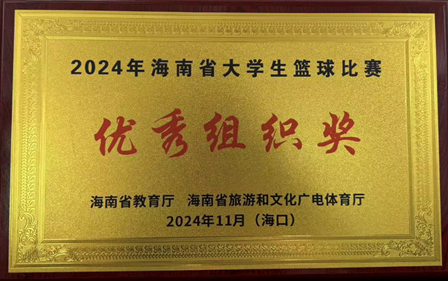 2024年海南省大学生篮球比赛
优秀组织奖
海南省教育厅 海南省旅游和文化广电体育厅
2024年11月（海口）